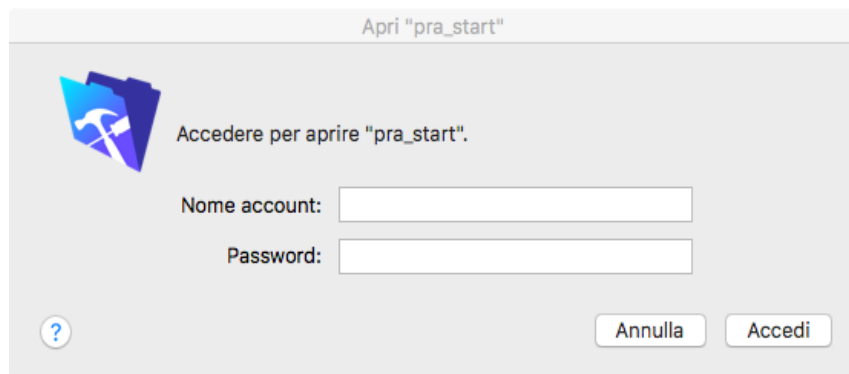 Apri "pra_start"
Accedere per aprire "pra_start".
Nome account:
Password:
?
Annulla
Accedi